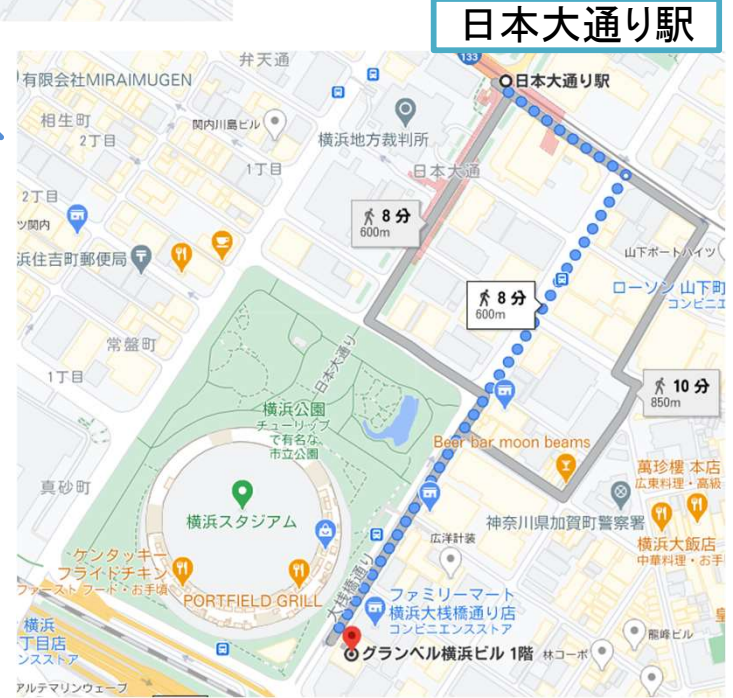 日本大通り駅
133
弁天通
日本大通り駅
有限会社MIRAIMUGEN
相生町
2丁目
関内川島ビル
横浜地方裁判所
1丁目
日本大通
2丁目
8 分
600m
ツ関内
山下ポートハイツ
浜住吉町郵便局
ローソン 山下町
コンビニエ
8 分
600m
常盤町
日本大通り
1丁目
10 分
850m
横浜公園
チューリップ
で有名な
市立公園
Beer bar moon beams
萬珍樓 本店
広東料理・高級
真砂町
横浜スタジアム
神奈川県加賀町警察署
広洋計装
横浜大飯店
中華料理・お手
ケンタッキー
フライドチキン
ファースト フード・お手頃
大桟橋通り
ファミリーマート
横浜大桟橋通り店
コンビニエンスストア
PORTFIELD GRILL
横浜
丁目店
ンスストア
龍峰ビル
グランベル横浜ビル 1階
林コーポ
アルテマリンウェーブ